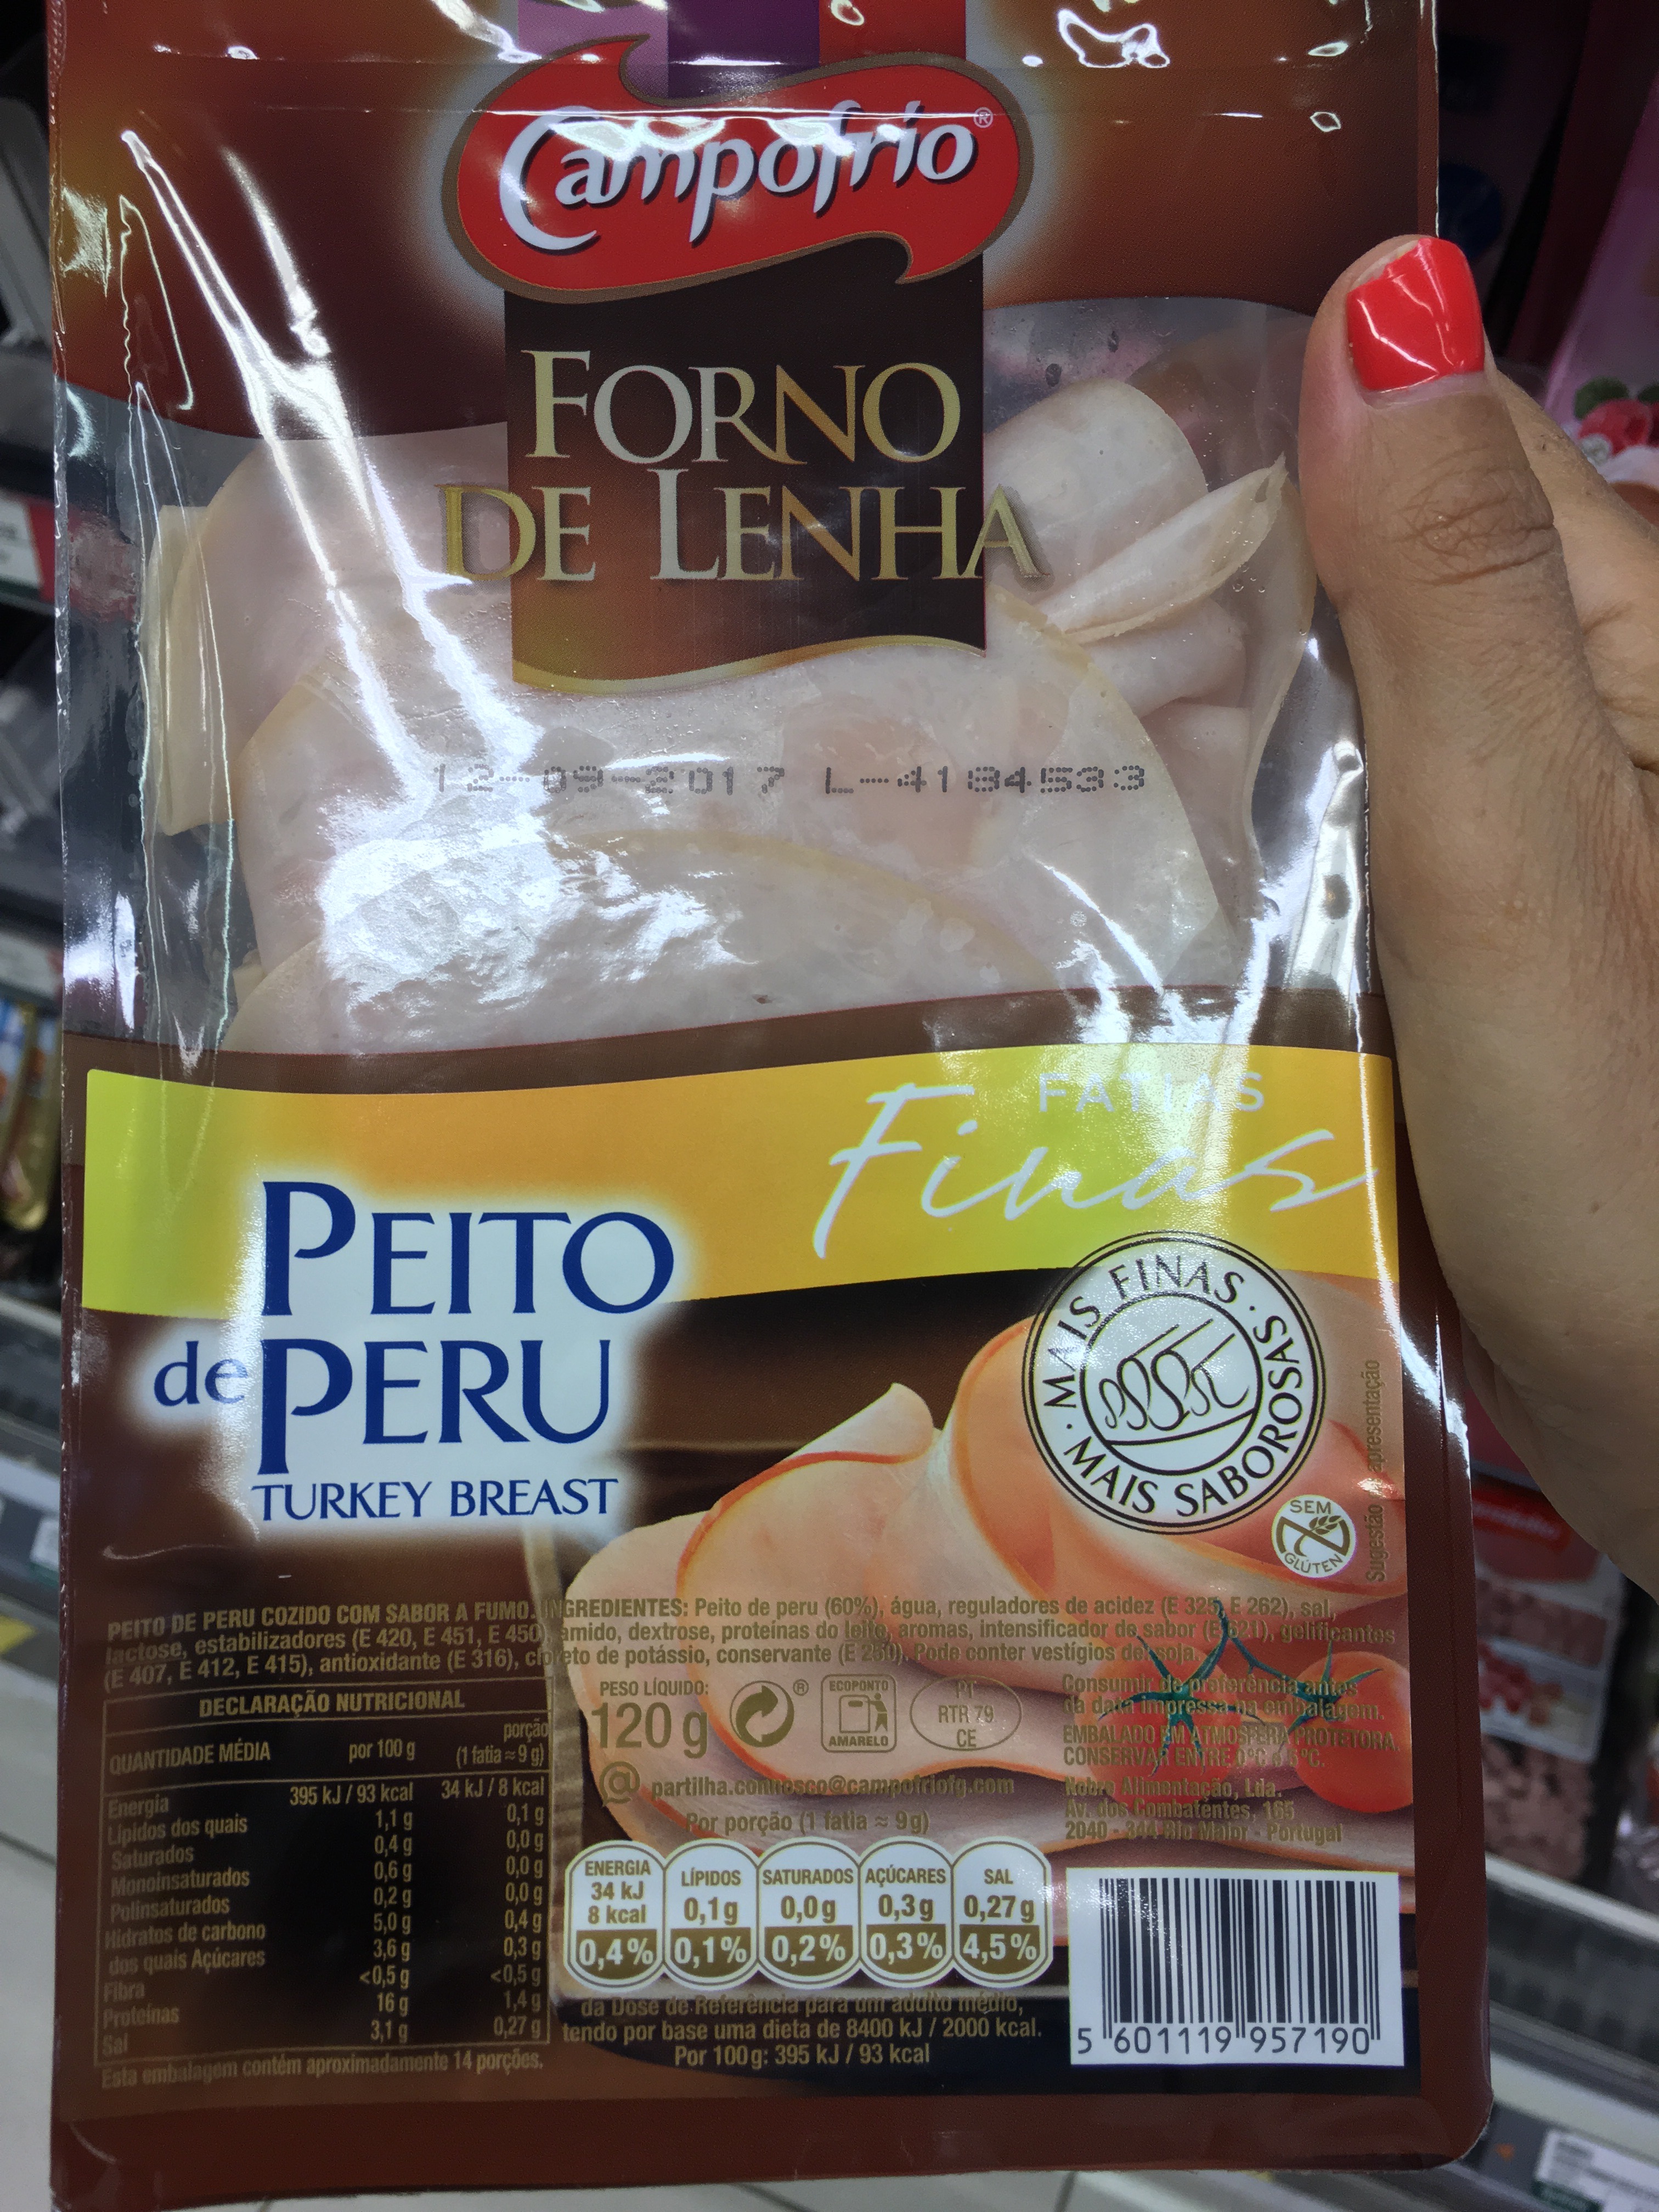 Campofrio®
FORNO
DE LENHA
12-09-2017 L-4184533
FATIAS
Finas
PEITO
de PERU
TURKEY BREAST
MAIS FINAS · MAIS SABOROSAS ·
SEM
GLÚTEN
Sugestão apresentação
PEITO DE PERU COZIDO COM SABOR A FUMO. INGREDIENTES: Peito de peru (60%), água, reguladores de acidez (E 325, E 262), sal,
lactose, estabilizadores (E 420, E 451, E 450), amido, dextrose, proteínas do leite, aromas, intensificador de sabor (E 621), gelificantes
(E 407, E 412, E 415), antioxidante (E 316), cloreto de potássio, conservante (E 250). Pode conter vestígios de soja.
DECLARAÇÃO NUTRICIONAL
QUANTIDADE MÉDIA por 100 g porção (1 fatia ≈ 9 g)
Energia 395 kJ / 93 kcal 34 kJ / 8 kcal
Lípidos dos quais 1,1 g 0,1 g
Saturados 0,4 g 0,0 g
Monoinsaturados 0,6 g 0,0 g
Polinsaturados 0,2 g 0,0 g
Hidratos de carbono 5,0 g 0,4 g
dos quais Açúcares 3,6 g 0,3 g
Fibra <0,5 g <0,5 g
Proteínas 16 g 1,4 g
Sal 3,1 g 0,27 g
Esta embalagem contém aproximadamente 14 porções.
PESO LÍQUIDO:
120 g
®
ECOPONTO
AMARELO
PT
RTR 79
CE
Consumir de preferência antes
da data impressa na embalagem.
EMBALADO EM ATMOSFERA PROTETORA.
CONSERVAR ENTRE 0°C a 5°C.
@ partilha.connosco@campofriofg.com
Nobre Alimentação, Lda.
Av. dos Combatentes, 165
2040 - 344 Rio Maior - Portugal
Por porção (1 fatia ≈ 9g)
ENERGIA LÍPIDOS SATURADOS AÇÚCARES SAL
34 kJ
8 kcal 0,1g 0,0g 0,3g 0,27g
0,4% 0,1% 0,2% 0,3% 4,5%
da Dose de Referência para um adulto médio,
tendo por base uma dieta de 8400 kJ / 2000 kcal.
Por 100g: 395 kJ / 93 kcal
5 601119 957190